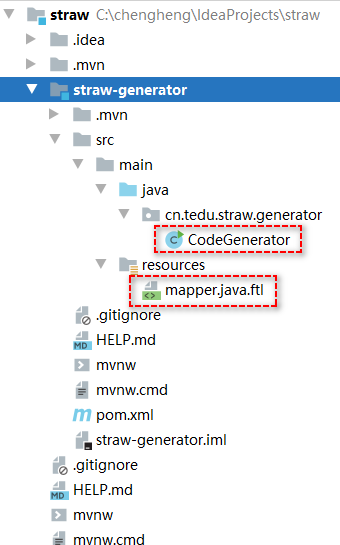 straw C:\chengheng\IdeaProjects\straw
.idea
.mvn
straw-generator
.mvn
src
main
java
cn.tedu.straw.generator
CodeGenerator
resources
mapper.java.ftl
.gitignore
HELP.md
mvnw
mvnw.cmd
pom.xml
straw-generator.iml
.gitignore
HELP.md
mvnw
mvnw.cmd